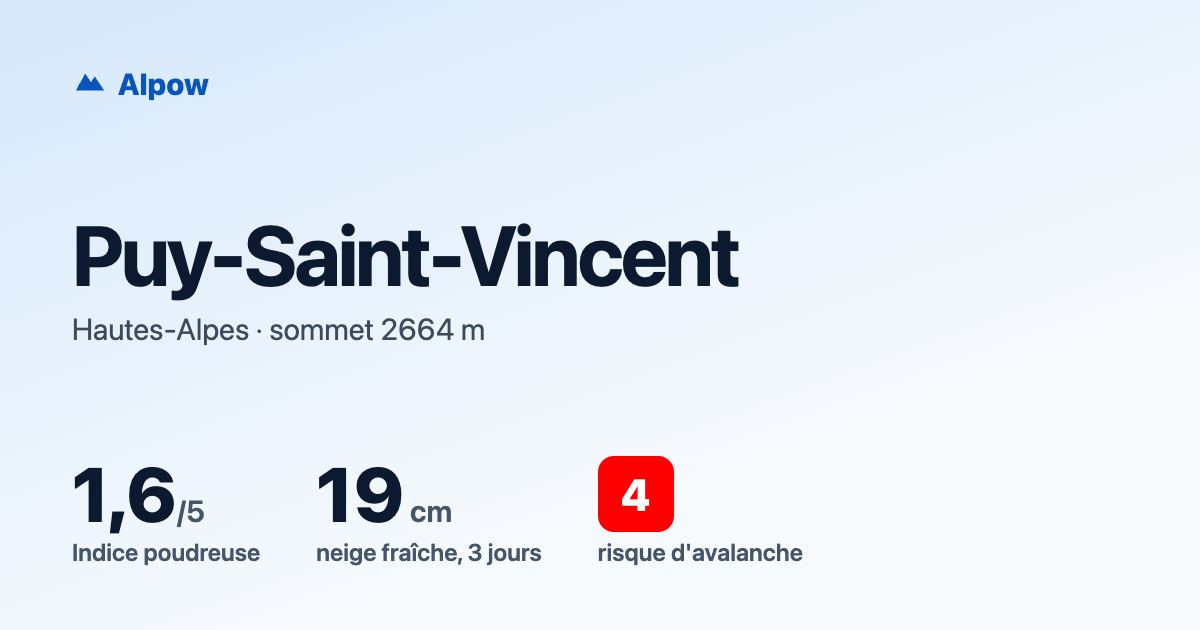 Alpow
Puy-Saint-Vincent
Hautes-Alpes · sommet 2664 m
1,6/5
Indice poudreuse
19 cm
neige fraîche, 3 jours
4
risque d'avalanche